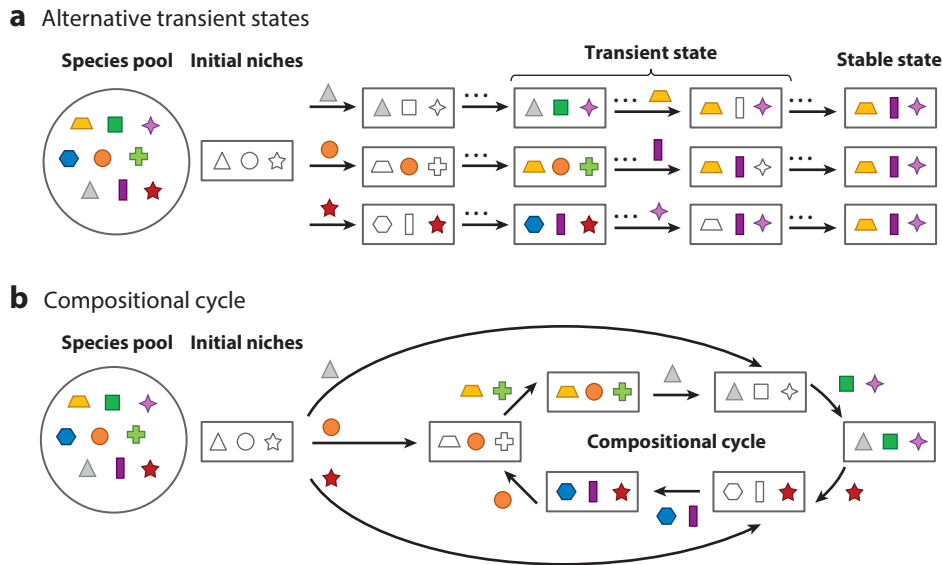 a Alternative transient states
Species pool
Initial niches
Transient state
Stable state
...
...
...
...
...
...
...
...
...
b Compositional cycle
Species pool
Initial niches
Compositional cycle